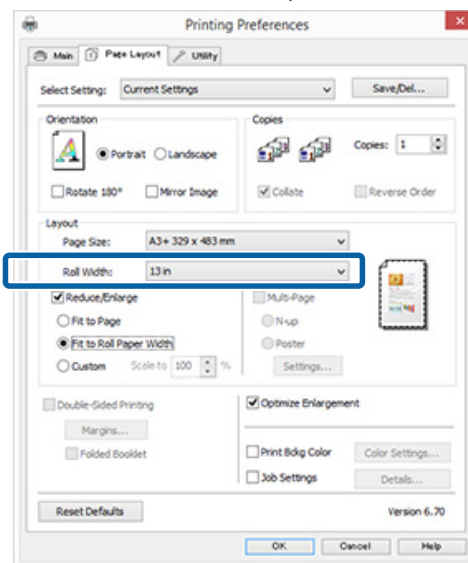 Printing Preferences
Main Page Layout Utility
Select Setting: Current Settings Save/Del...
Orientation
Portrait Landscape
Rotate 180° Mirror Image
Copies
Copies: 1
Collate Reverse Order
Layout
Page Size: A3+ 329 x 483 mm
Roll Width: 13 in
Reduce/Enlarge
Fit to Page
Fit to Roll Paper Width
Custom Scale to 100 %
Multi-Page
N-up
Poster
Settings...
Double-Sided Printing
Margins...
Folded Booklet
Optimize Enlargement
Print Bckg Color Color Settings...
Job Settings Details...
Reset Defaults Version 6.70
OK Cancel Help